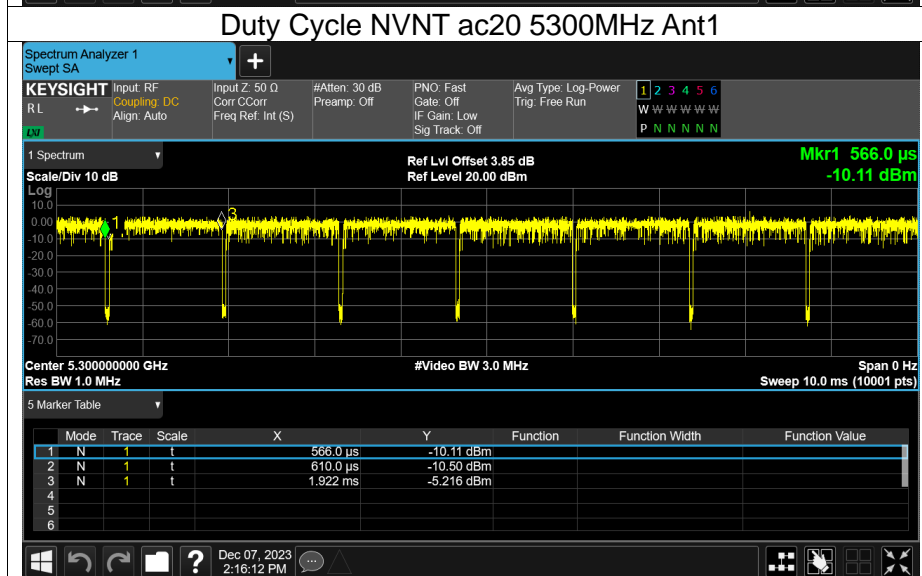 Duty Cycle NVNT ac20 5300MHz Ant1
Spectrum Analyzer 1
Swept SA
+
KEYSIGHT
RL
LXI
Input: RF
Coupling: DC
Align: Auto
Input Z: 50 Ω
Corr CCorr
Freq Ref: Int (S)
#Atten: 30 dB
Preamp: Off
PNO: Fast
Gate: Off
IF Gain: Low
Sig Track: Off
Avg Type: Log-Power
Trig: Free Run
1 2 3 4 5 6
W W W W W W
P N N N N N
1 Spectrum
Scale/Div 10 dB
Ref Lvl Offset 3.85 dB
Ref Level 20.00 dBm
Mkr1 566.0 µs
-10.11 dBm
Log
10.0
0.00
-10.0
-20.0
-30.0
-40.0
-50.0
-60.0
-70.0
1
3
Center 5.300000000 GHz
#Video BW 3.0 MHz
Span 0 Hz
Res BW 1.0 MHz
Sweep 10.0 ms (10001 pts)
5 Marker Table
Mode Trace Scale X Y Function Function Width Function Value
1 N 1 t 566.0 µs -10.11 dBm
2 N 1 t 610.0 µs -10.50 dBm
3 N 1 t 1.922 ms -5.216 dBm
4
5
6
?
Dec 07, 2023
2:16:12 PM